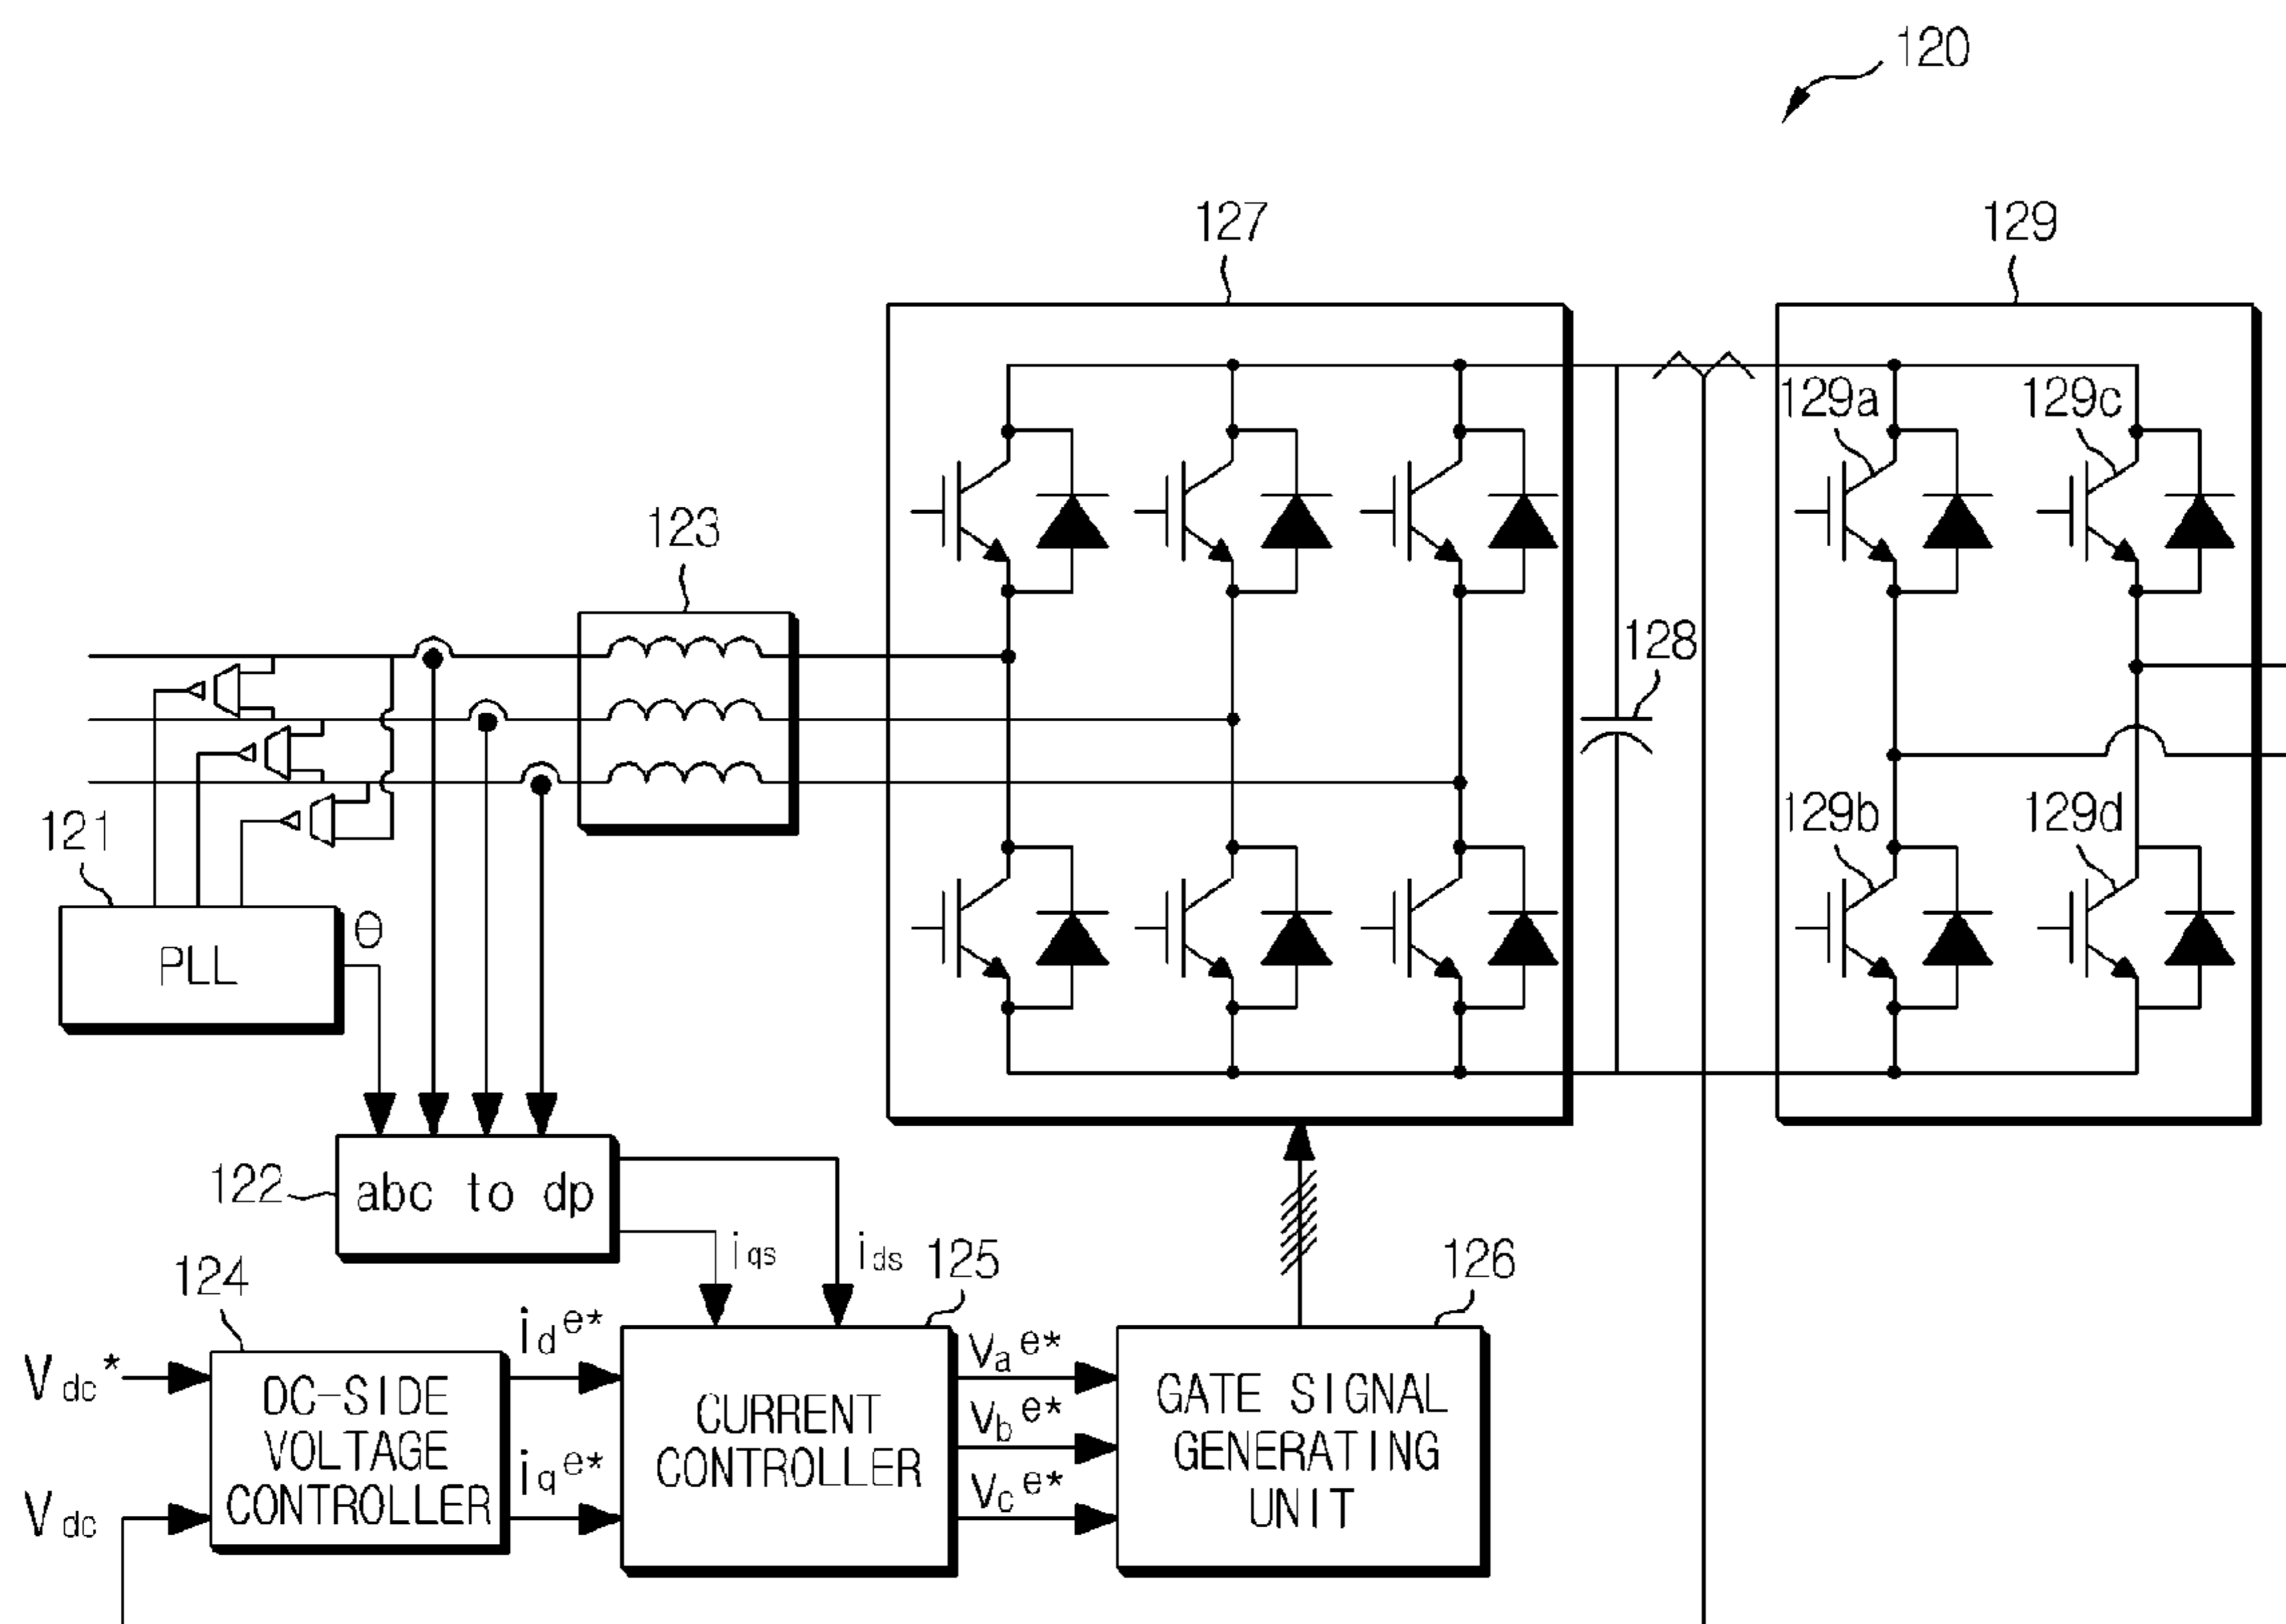 120
127
129
129a
129c
123
128
129b
129d
121
PLL
θ
122
abc to dp
iqs
ids
125
126
124
Vdc*
Vdc
DC-SIDE
VOLTAGE
CONTROLLER
id e*
iq e*
CURRENT
CONTROLLER
Va e*
Vb e*
Vc e*
GATE SIGNAL
GENERATING
UNIT